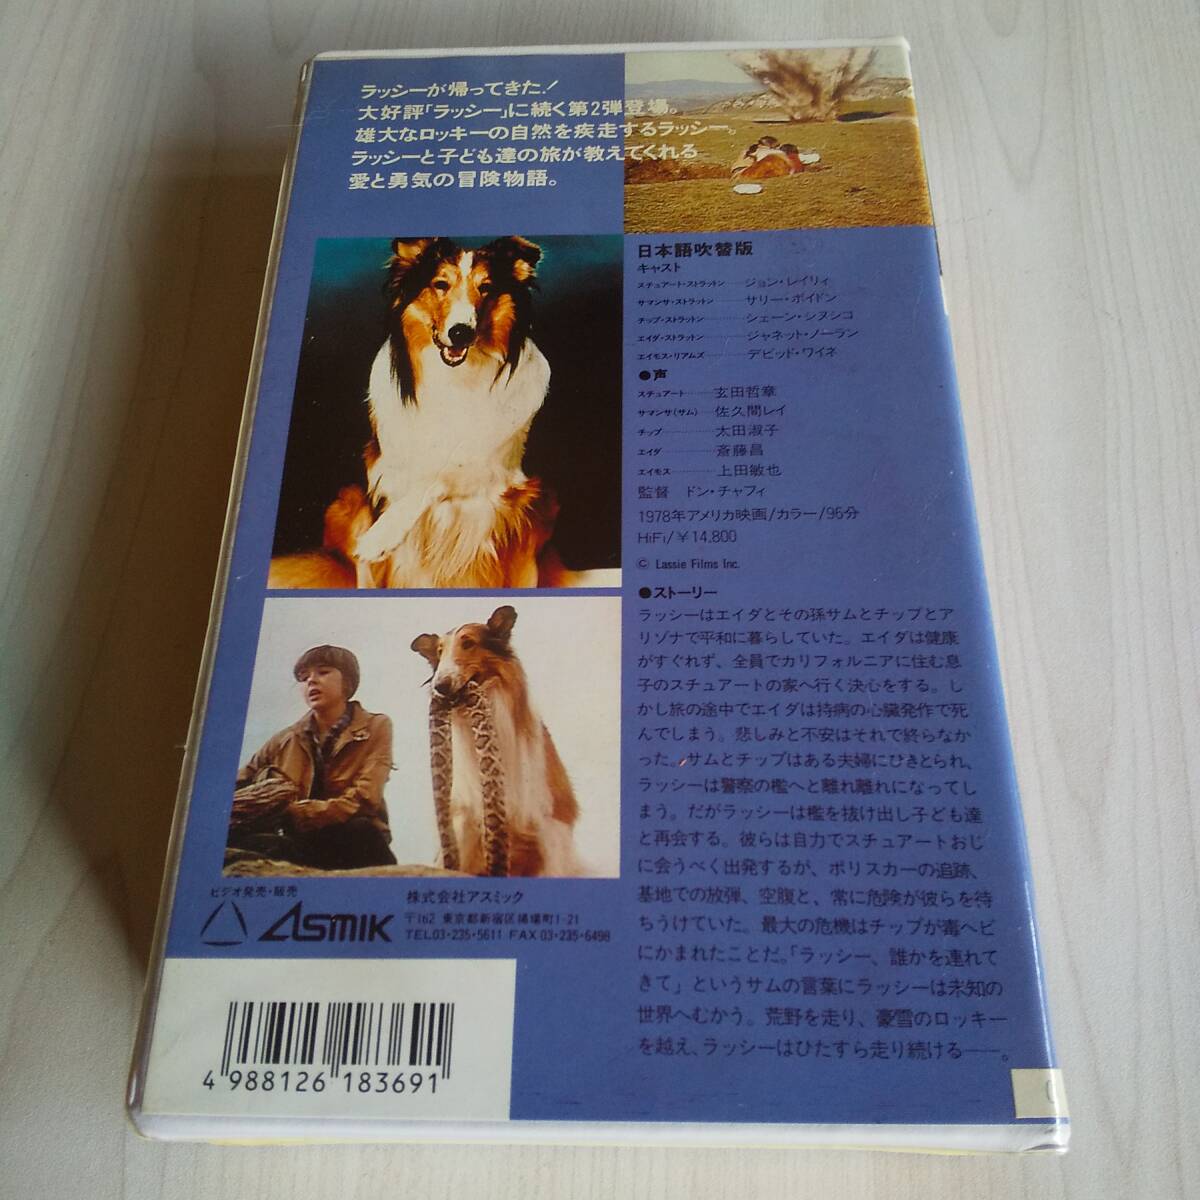 ラッシーが帰ってきた!
大好評「ラッシー」に続く第2弾登場。
雄大なロッキーの自然を疾走するラッシー。
ラッシーと子ども達の旅が教えてくれる
愛と勇気の冒険物語。
日本語吹替版
キャスト
スチュアート・ストラットン………ジョン・レイリィ
サマンサ・ストラットン………サリー・ボイドン
チップ・ストラットン………シェーン・シヌシコ
エイダ・ストラットン………ジャネット・ノーラン
エイモス・リアムズ………デビッド・ワイネ
●声
スチュアート………玄田哲章
サマンサ(サム)…佐久間レイ
チップ………太田淑子
エイダ………斎藤昌
エイモス………上田敏也
監督 ドン・チャフィ
1978年アメリカ映画/カラー/96分
HiFi/¥14,800
© Lassie Films Inc.
●ストーリー
ラッシーはエイダとその孫サムとチップとア
リゾナで平和に暮らしていた。エイダは健康
がすぐれず、全員でカリフォルニアに住む息
子のスチュアートの家へ行く決心をする。し
かし旅の途中でエイダは持病の心臓発作で死
んでしまう。悲しみと不安はそれで終らなか
った。サムとチップはある夫婦にひきとられ、
ラッシーは警察の檻へと離れ離れになってし
まう。だがラッシーは檻を抜け出し子ども達
と再会する。彼らは自力でスチュアートおじ
に会うべく出発するが、ポリスカーの追跡、
基地での放弾、空腹と、常に危険が彼らを待
ちうけていた。最大の危機はチップが毒ヘビ
にかまれたことだ。「ラッシー、誰かを連れて
きて」というサムの言葉にラッシーは未知の
世界へむかう。荒野を走り、豪雪のロッキー
を越え、ラッシーはひたすら走り続ける——。
ビデオ発売・販売
ASMIK
株式会社アスミック
〒162 東京都新宿区揚場町1-21
TEL03・235・5611 FAX 03・235・6498
4 988126 183691